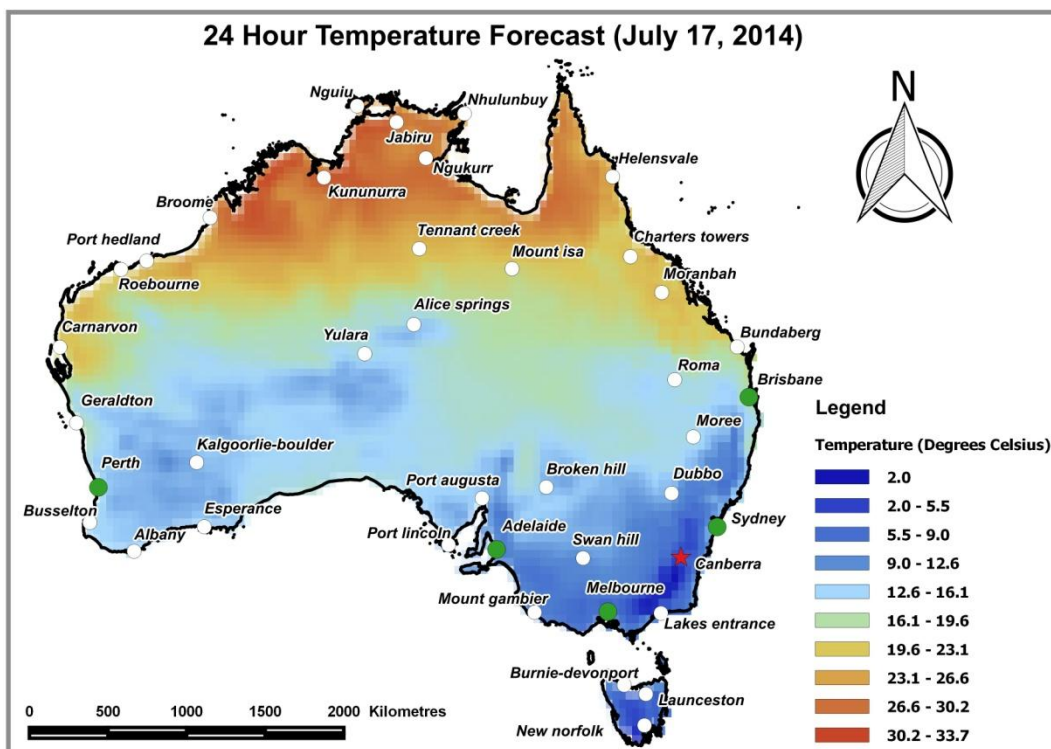 24 Hour Temperature Forecast (July 17, 2014)
N
Nguiu
Nhulunbuy
Jabiru
Ngukurr
Helensvale
Kununurra
Broome
Tennant creek
Charters towers
Port hedland
Mount isa
Moranbah
Roebourne
Alice springs
Carnarvon
Yulara
Bundaberg
Roma
Brisbane
Geraldton
Moree
Kalgoorlie-boulder
Perth
Broken hill
Dubbo
Port augusta
Busselton
Esperance
Sydney
Albany
Port lincoln
Adelaide
Swan hill
Canberra
Melbourne
Mount gambier
Lakes entrance
Burnie-devonport
Launceston
New norfolk
Legend
Temperature (Degrees Celsius)
2.0
2.0 - 5.5
5.5 - 9.0
9.0 - 12.6
12.6 - 16.1
16.1 - 19.6
19.6 - 23.1
23.1 - 26.6
26.6 - 30.2
30.2 - 33.7
0 500 1000 1500 2000 Kilometres